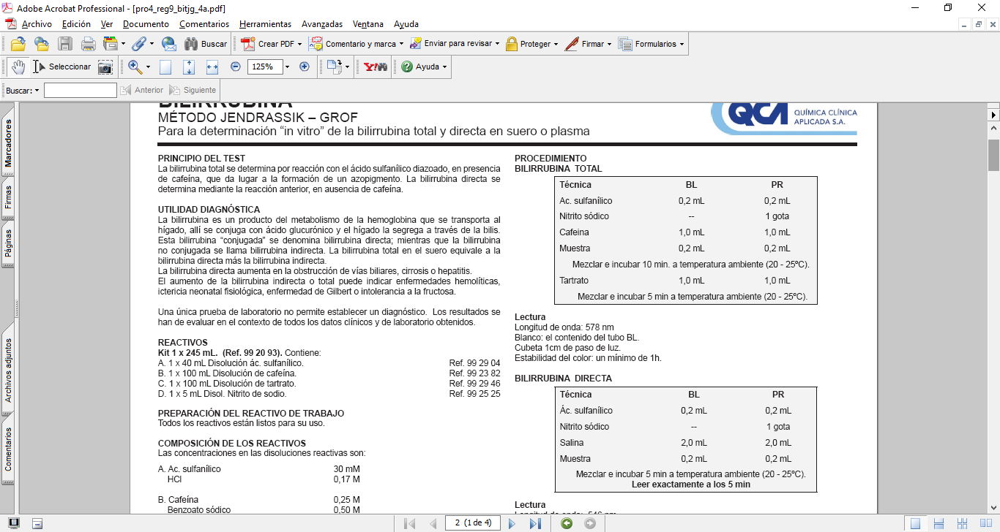 Adobe Acrobat Professional - [pro4_reg9_bitjg_4a.pdf]
Archivo Edición Ver Documento Comentarios Herramientas Avanzadas Ventana Ayuda
Buscar Crear PDF Comentario y marca Enviar para revisar Proteger Firmar Formularios
Seleccionar 125% Y! Ayuda
Buscar: Anterior Siguiente
Marcadores
Firmas
Páginas
Archivos adjuntos
Comentarios
BILIRRUBINA
MÉTODO JENDRASSIK – GROF
Para la determinación “in vitro” de la bilirrubina total y directa en suero o plasma
QCA QUÍMICA CLÍNICA
APLICADA S.A.
PRINCIPIO DEL TEST
La bilirrubina total se determina por reacción con el ácido sulfanílico diazoado, en presencia
de cafeína, que da lugar a la formación de un azopigmento. La bilirrubina directa se
determina mediante la reacción anterior, en ausencia de cafeína.
UTILIDAD DIAGNÓSTICA
La bilirrubina es un producto del metabolismo de la hemoglobina que se transporta al
hígado, allí se conjuga con ácido glucurónico y el hígado la segrega a través de la bilis.
Esta bilirrubina “conjugada” se denomina bilirrubina directa; mientras que la bilirrubina
no conjugada se llama bilirrubina indirecta. La bilirrubina total en el suero equivale a la
bilirrubina directa más la bilirrubina indirecta.
La bilirrubina directa aumenta en la obstrucción de vías biliares, cirrosis o hepatitis.
El aumento de la bilirrubina indirecta o total puede indicar enfermedades hemolíticas,
ictericia neonatal fisiológica, enfermedad de Gilbert o intolerancia a la fructosa.
Una única prueba de laboratorio no permite establecer un diagnóstico. Los resultados se
han de evaluar en el contexto de todos los datos clínicos y de laboratorio obtenidos.
REACTIVOS
Kit 1 x 245 mL. (Ref. 99 20 93). Contiene:
A. 1 x 40 mL Disolución ác. sulfanílico. Ref. 99 29 04
B. 1 x 100 mL Disolución de cafeína. Ref. 99 23 82
C. 1 x 100 mL Disolución de tartrato. Ref. 99 29 46
D. 1 x 5 mL Disol. Nitrito de sodio. Ref. 99 25 25
PREPARACIÓN DEL REACTIVO DE TRABAJO
Todos los reactivos están listos para su uso.
COMPOSICIÓN DE LOS REACTIVOS
Las concentraciones en las disoluciones reactivas son:
A. Ac. sulfanílico 30 mM
HCl 0,17 M
B. Cafeína 0,25 M
Benzoato sódico 0,50 M
PROCEDIMIENTO
BILIRRUBINA TOTAL
Técnica BL PR
Ac. sulfanílico 0,2 mL 0,2 mL
Nitrito sódico -- 1 gota
Cafeina 1,0 mL 1,0 mL
Muestra 0,2 mL 0,2 mL
Mezclar e incubar 10 min. a temperatura ambiente (20 - 25ºC).
Tartrato 1,0 mL 1,0 mL
Mezclar e incubar 5 min a temperatura ambiente (20 - 25ºC).
Lectura
Longitud de onda: 578 nm
Blanco: el contenido del tubo BL.
Cubeta 1cm de paso de luz.
Estabilidad del color: un mínimo de 1h.
BILIRRUBINA DIRECTA
Técnica BL PR
Ác. sulfanílico 0,2 mL 0,2 mL
Nitrito sódico -- 1 gota
Salina 2,0 mL 2,0 mL
Muestra 0,2 mL 0,2 mL
Mezclar e incubar 5 min a temperatura ambiente (20 - 25ºC).
Leer exactamente a los 5 min
Lectura
Longitud de onda: 546 nm
2 (1 de 4)